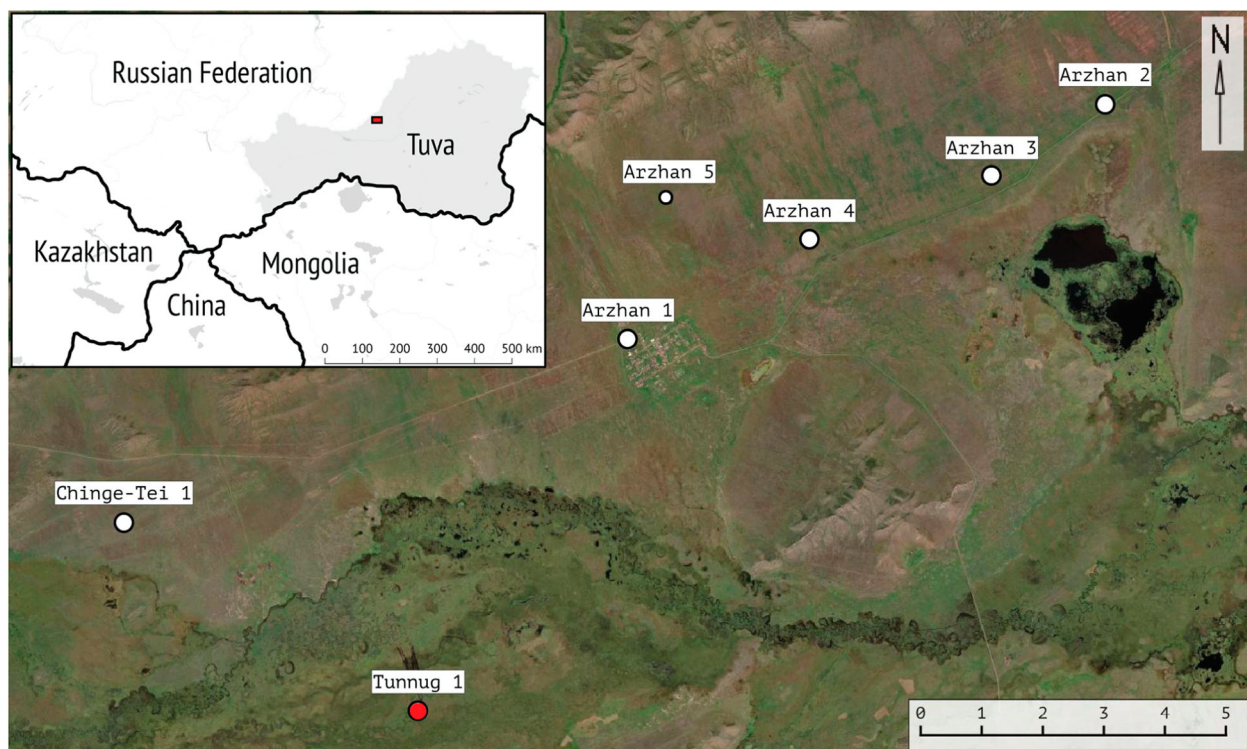 Russian Federation
Tuva
Kazakhstan
Mongolia
China
0 100 200 300 400 500 km
N
Arzhan 2
Arzhan 3
Arzhan 5
Arzhan 4
Arzhan 1
Chinge-Tei 1
Tunnug 1
0 1 2 3 4 5